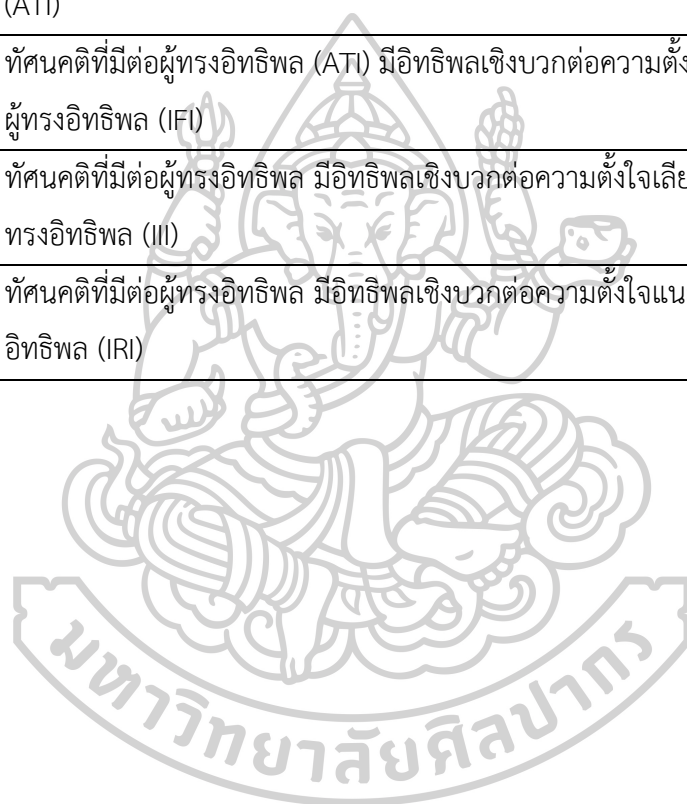 (ATI)
ทัศนคติที่มีต่อผู้ทรงอิทธิพล (ATI) มีอิทธิพลเชิงบวกต่อความตั้ง
ผู้ทรงอิทธิพล (IFI)
ทัศนคติที่มีต่อผู้ทรงอิทธิพล มีอิทธิพลเชิงบวกต่อความตั้งใจเลีย
ทรงอิทธิพล (III)
ทัศนคติที่มีต่อผู้ทรงอิทธิพล มีอิทธิพลเชิงบวกต่อความตั้งใจแน
อิทธิพล (IRI)
มหาวิทยาลัยศิลปากร